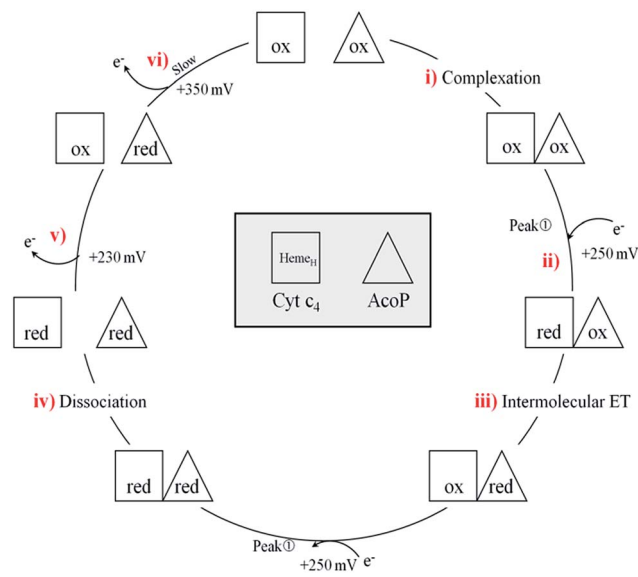 ox
ox
i) Complexation
ox
ox
Peak①
e-
ii)
+250 mV
red
ox
iii) Intermolecular ET
ox
red
Peak①
+250 mV
e-
red
red
iv) Dissociation
red
red
v)
e-
+230 mV
ox
red
vi)
Slow
e-
+350 mV
HemeH
Cyt c4
AcoP